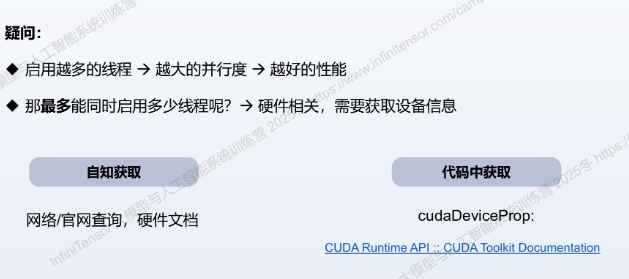 疑问：
◆ 启用越多的线程 → 越大的并行度 → 越好的性能
◆ 那最多能同时启用多少线程呢？→ 硬件相关，需要获取设备信息
自知获取
代码中获取
网络/官网查询，硬件文档
cudaDeviceProp:
CUDA Runtime API :: CUDA Toolkit Documentation